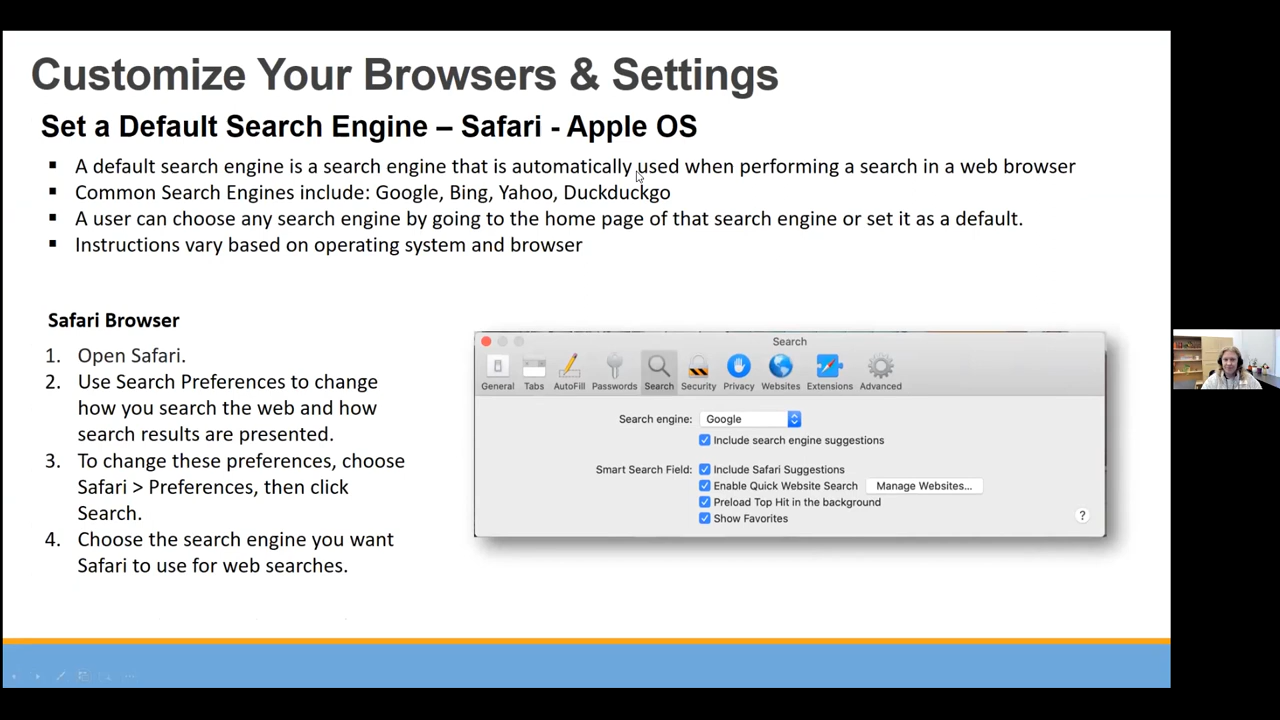 Customize Your Browsers & Settings
Set a Default Search Engine – Safari - Apple OS
▪ A default search engine is a search engine that is automatically used when performing a search in a web browser
▪ Common Search Engines include: Google, Bing, Yahoo, Duckduckgo
▪ A user can choose any search engine by going to the home page of that search engine or set it as a default.
▪ Instructions vary based on operating system and browser
Safari Browser
1. Open Safari.
2. Use Search Preferences to change
how you search the web and how
search results are presented.
3. To change these preferences, choose
Safari > Preferences, then click
Search.
4. Choose the search engine you want
Safari to use for web searches.
Search
General Tabs AutoFill Passwords Search Security Privacy Websites Extensions Advanced
Search engine: Google
Include search engine suggestions
Smart Search Field: Include Safari Suggestions
Enable Quick Website Search Manage Websites...
Preload Top Hit in the background
Show Favorites
?